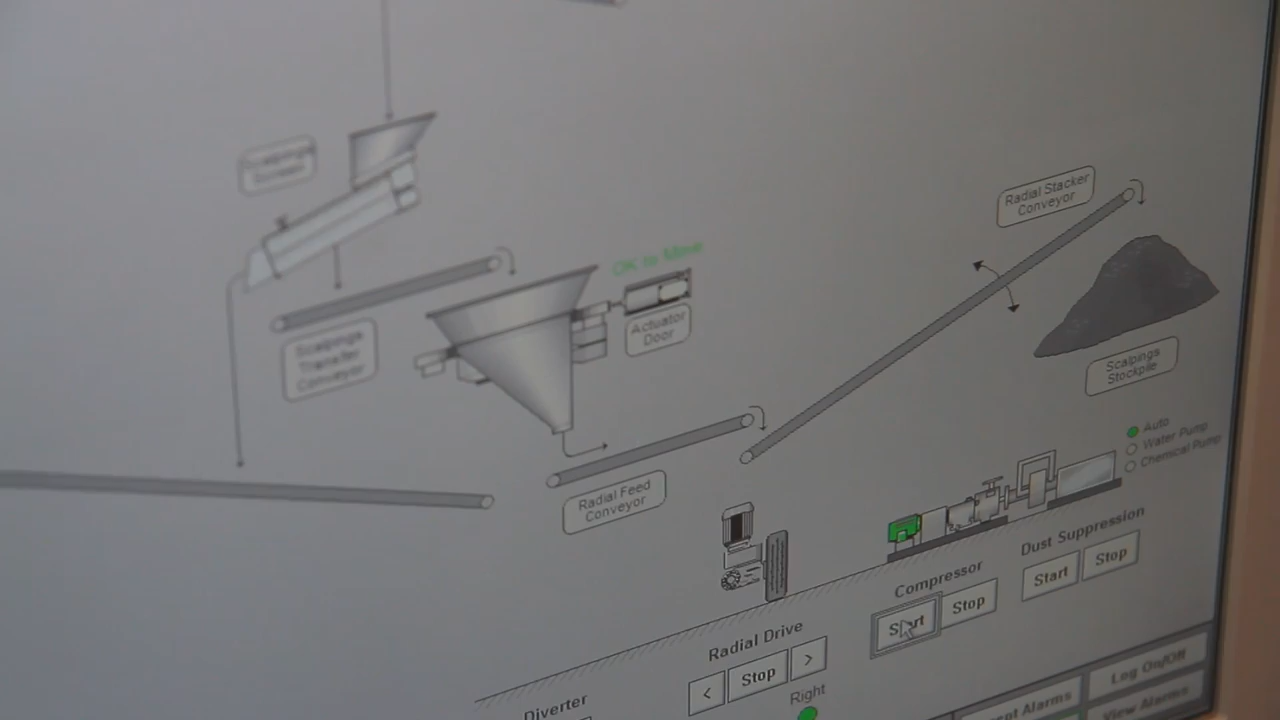 Radial Stacker
Conveyor
OK to Move
Actuator
Door
Scalpings
Transfer
Conveyor
Scalpings
Stockpile
Auto
Water Pump
Chemical Pump
Radial Feed
Conveyor
Dust Suppression
Start
Stop
Compressor
Start
Stop
Radial Drive
<
Stop
>
Right
Diverter
Log On/Off
Alarms
View Alarms